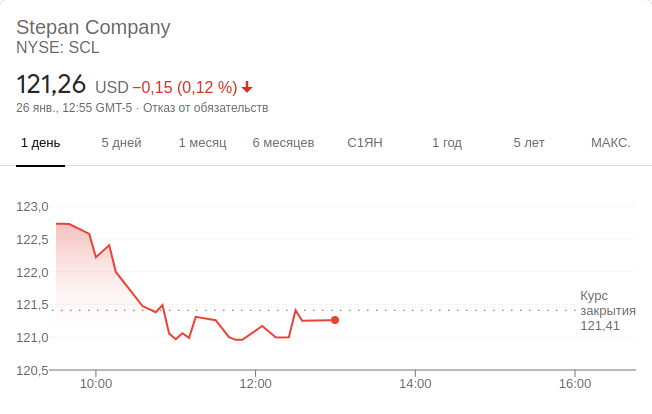 Stepan Company
NYSE: SCL
121,26 USD −0,15 (0,12 %)
26 янв., 12:55 GMT-5 · Отказ от обязательств
1 день 5 дней 1 месяц 6 месяцев С1ЯН 1 год 5 лет МАКС.
123,0
122,5
122,0
121,5
121,0
120,5
Курс
закрытия
121,41
10:00 12:00 14:00 16:00